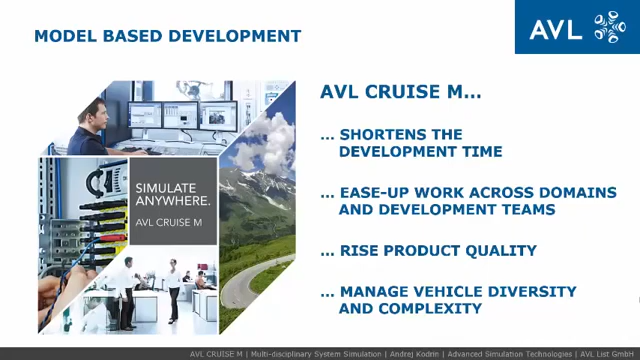 MODEL BASED DEVELOPMENT
AVL
AVL CRUISE M...
... SHORTENS THE
DEVELOPMENT TIME
... EASE-UP WORK ACROSS DOMAINS
AND DEVELOPMENT TEAMS
... RISE PRODUCT QUALITY
... MANAGE VEHICLE DIVERSITY
AND COMPLEXITY
SIMULATE
ANYWHERE.
AVL CRUISE M
AVL CRUISE M | Multi-disciplinary System Simulation | Andrej Kodrin | Advanced Simulation Technologies | AVL List GmbH